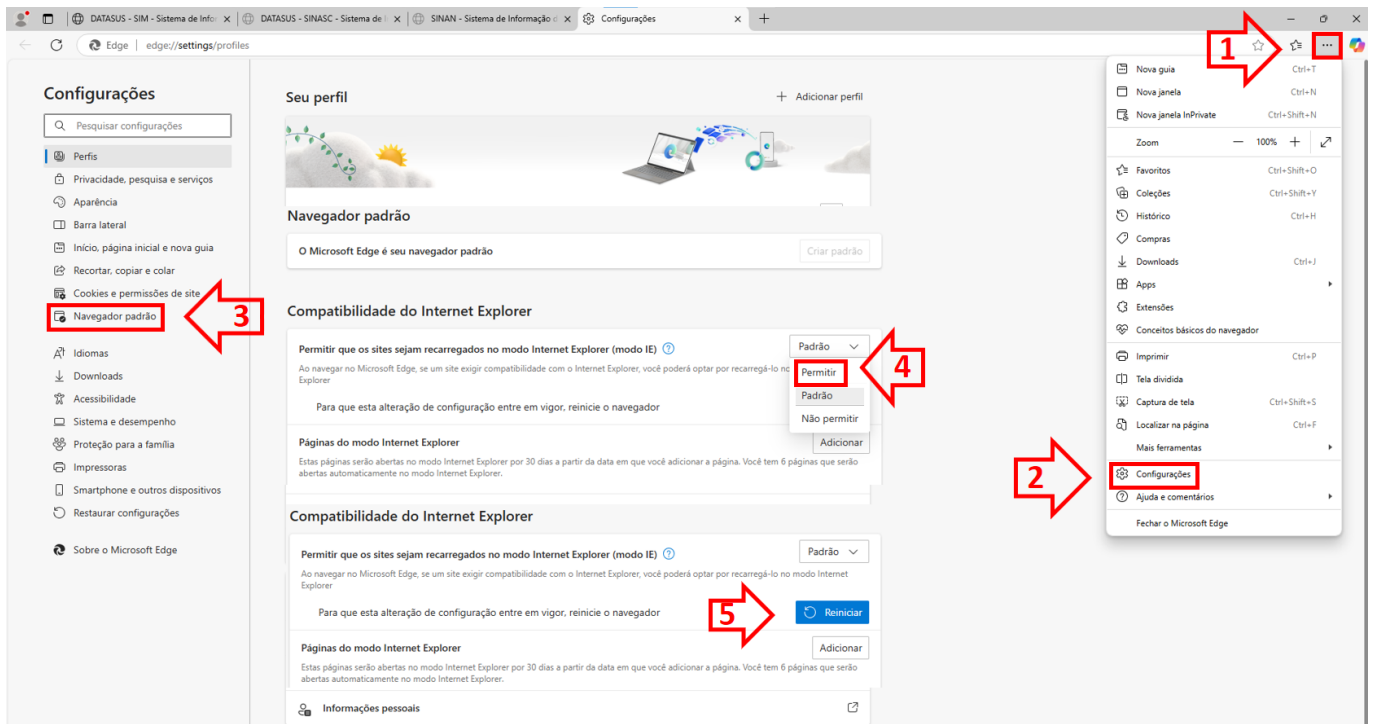 DATASUS - SIM - Sistema de Infor
DATASUS - SINASC - Sistema de I
SINAN - Sistema de Informação d
Configurações
Edge
edge://settings/profiles
1
Configurações
Pesquisar configurações
Perfis
Privacidade, pesquisa e serviços
Aparência
Barra lateral
Início, página inicial e nova guia
Recortar, copiar e colar
Cookies e permissões de site
Navegador padrão
3
Idiomas
Downloads
Acessibilidade
Sistema e desempenho
Proteção para a família
Impressoras
Smartphone e outros dispositivos
Restaurar configurações
Sobre o Microsoft Edge
Seu perfil
Adicionar perfil
Navegador padrão
O Microsoft Edge é seu navegador padrão
Criar padrão
Compatibilidade do Internet Explorer
Permitir que os sites sejam recarregados no modo Internet Explorer (modo IE)
Padrão
Ao navegar no Microsoft Edge, se um site exigir compatibilidade com o Internet Explorer, você poderá optar por recarregá-lo no
Explorer
Para que esta alteração de configuração entre em vigor, reinicie o navegador
Permitir
Padrão
Não permitir
4
Páginas do modo Internet Explorer
Adicionar
Estas páginas serão abertas no modo Internet Explorer por 30 dias a partir da data em que você adicionar a página. Você tem 6 páginas que serão
abertas automaticamente no modo Internet Explorer.
Compatibilidade do Internet Explorer
Permitir que os sites sejam recarregados no modo Internet Explorer (modo IE)
Padrão
Ao navegar no Microsoft Edge, se um site exigir compatibilidade com o Internet Explorer, você poderá optar por recarregá-lo no modo Internet
Explorer
Para que esta alteração de configuração entre em vigor, reinicie o navegador
5
Reiniciar
Páginas do modo Internet Explorer
Adicionar
Estas páginas serão abertas no modo Internet Explorer por 30 dias a partir da data em que você adicionar a página. Você tem 6 páginas que serão
abertas automaticamente no modo Internet Explorer.
Informações pessoais
Nova guia Ctrl+T
Nova janela Ctrl+N
Nova janela InPrivate Ctrl+Shift+N
Zoom 100%
Favoritos Ctrl+Shift+O
Coleções Ctrl+Shift+Y
Histórico Ctrl+H
Compras
Downloads Ctrl+J
Apps
Extensões
Conceitos básicos do navegador
Imprimir Ctrl+P
Tela dividida
Captura de tela Ctrl+Shift+S
Localizar na página Ctrl+F
Mais ferramentas
2
Configurações
Ajuda e comentários
Fechar o Microsoft Edge